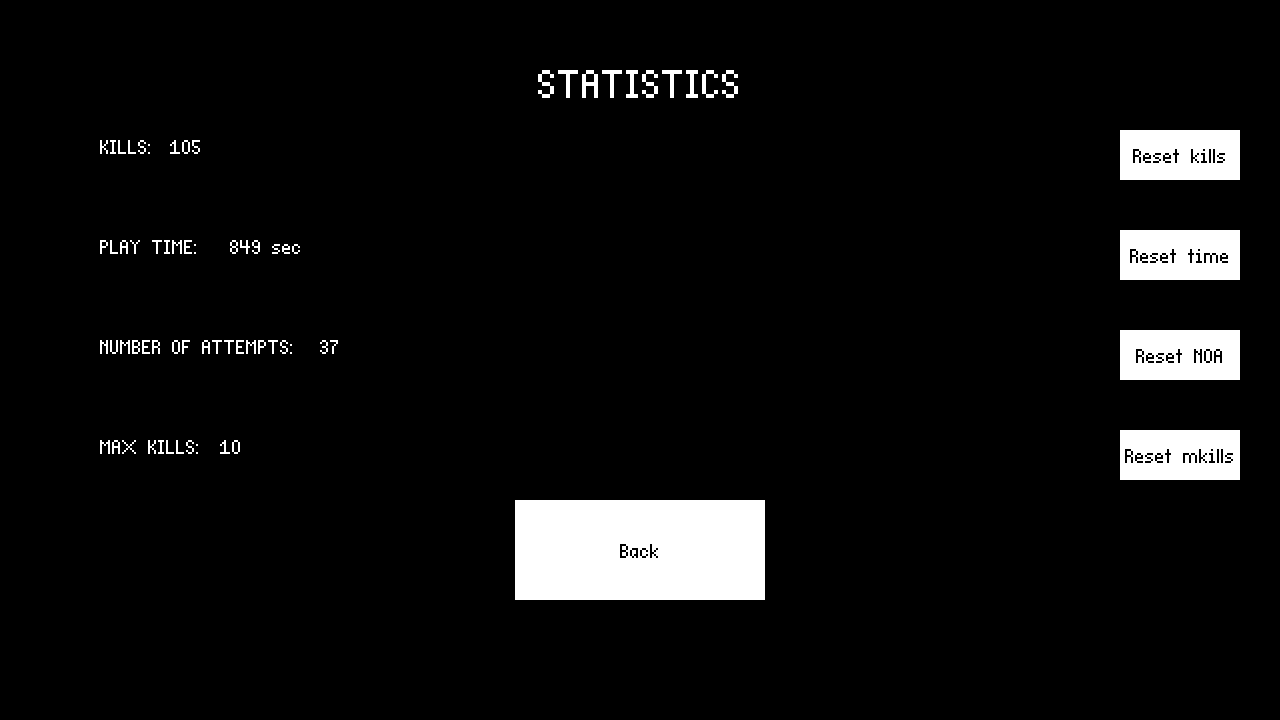 STATISTICS
KILLS: 105
Reset kills
PLAY TIME: 849 sec
Reset time
NUMBER OF ATTEMPTS: 37
Reset NOA
MAX KILLS: 10
Reset mkills
Back